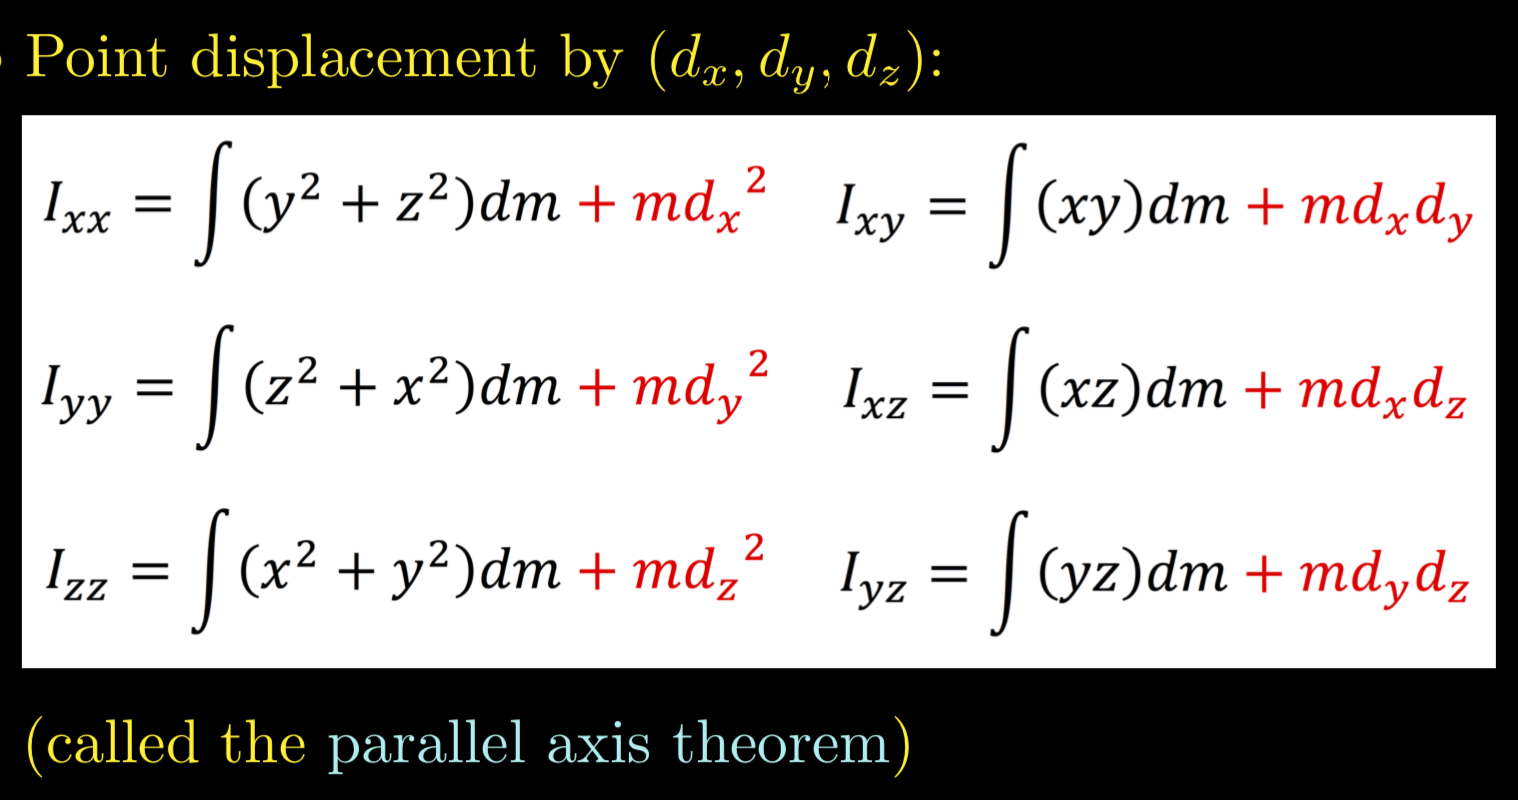 Point displacement by (dₓ, d_y, d_z):
I_xx = ∫(y² + z²)dm + md_x² I_xy = ∫(xy)dm + md_xd_y
I_yy = ∫(z² + x²)dm + md_y² I_xz = ∫(xz)dm + md_xd_z
I_zz = ∫(x² + y²)dm + md_z² I_yz = ∫(yz)dm + md_yd_z
(called the parallel axis theorem)